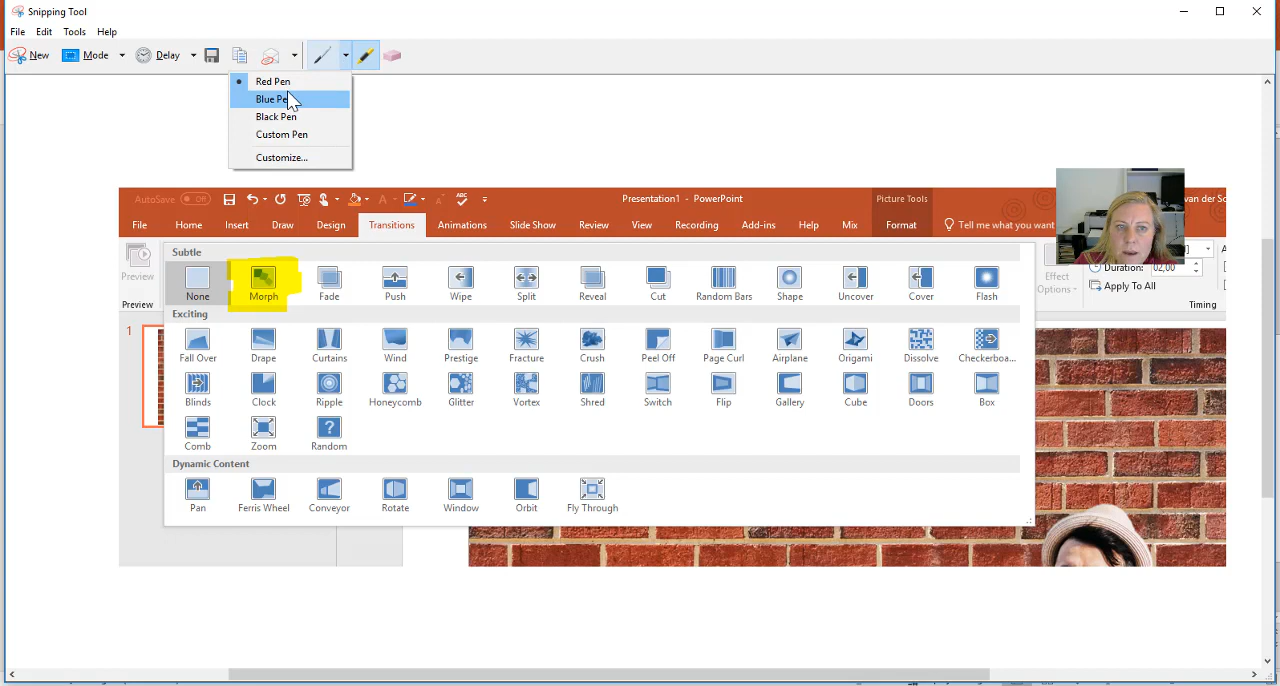 Snipping Tool
File Edit Tools Help
New Mode Delay
Red Pen
Blue Pen
Black Pen
Custom Pen
Customize...
AutoSave Off Presentation1 - PowerPoint Picture Tools van der
File Home Insert Draw Design Transitions Animations Slide Show Review View Recording Add-ins Help Mix Format Tell me what you want
Preview
Preview
Subtle
None Morph Fade Push Wipe Split Reveal Cut Random Bars Shape Uncover Cover Flash
Exciting
Fall Over Drape Curtains Wind Prestige Fracture Crush Peel Off Page Curl Airplane Origami Dissolve Checkerboa...
Blinds Clock Ripple Honeycomb Glitter Vortex Shred Switch Flip Gallery Cube Doors Box
Comb Zoom Random
Dynamic Content
Pan Ferris Wheel Conveyor Rotate Window Orbit Fly Through
Effect
Options
Duration: 02,00
Apply To All
Timing
1